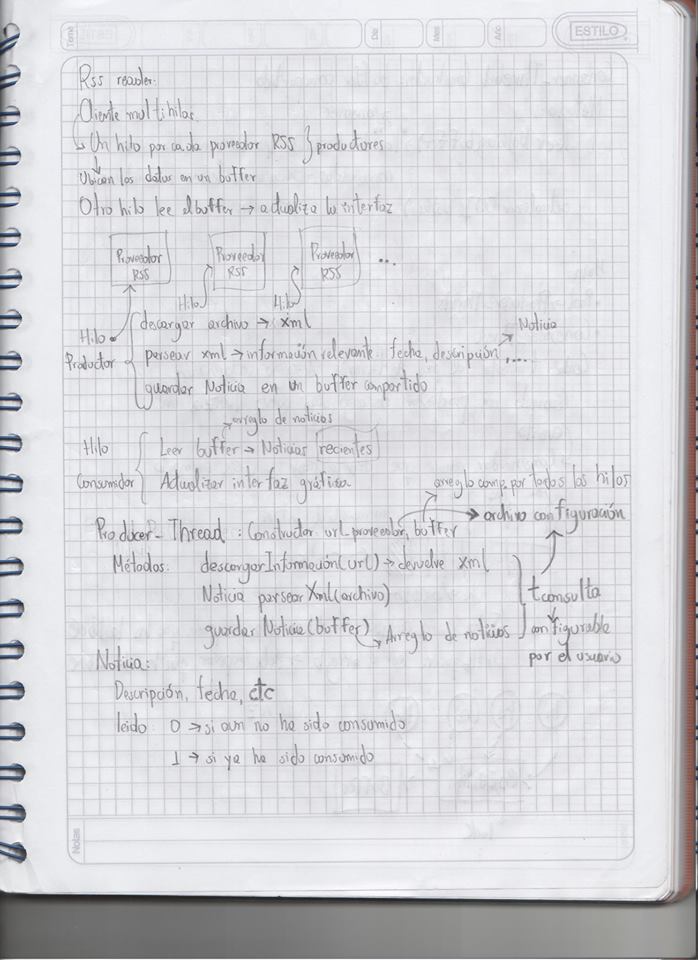 Tema
Día
Mes
Año
ESTILO
Rss reader.
Cliente multihilos
Un hilo por cada proveedor RSS } productores
Ubican los datos en un buffer
Otro hilo lee el buffer → actualiza la interfaz
Proveedor RSS
Proveedor RSS
Proveedor RSS
...
Hilo
Hilo
Hilo Productor
descargar archivo → xml
Noticia
parsear xml → información relevante fecha, descripción, ....
guardar Noticia en un buffer compartido
arreglo de noticias
Hilo Consumidor
Leer buffer → Noticias recientes
Actualizar interfaz gráfica
arreglo comp. por todos los hilos
→ archivo configuración
Producer_Thread : Constructor url_proveedor, buffer
Métodos: descargarInformación(url) → devuelve xml
Noticia parsearXml(archivo)
guardar Noticia(buffer) → Arreglo de noticias
tconsulta
configurable
por el usuario
Noticia:
Descripción, fecha, etc
leido 0 → si aun no ha sido consumido
1 → si ya ha sido consumido
Notas